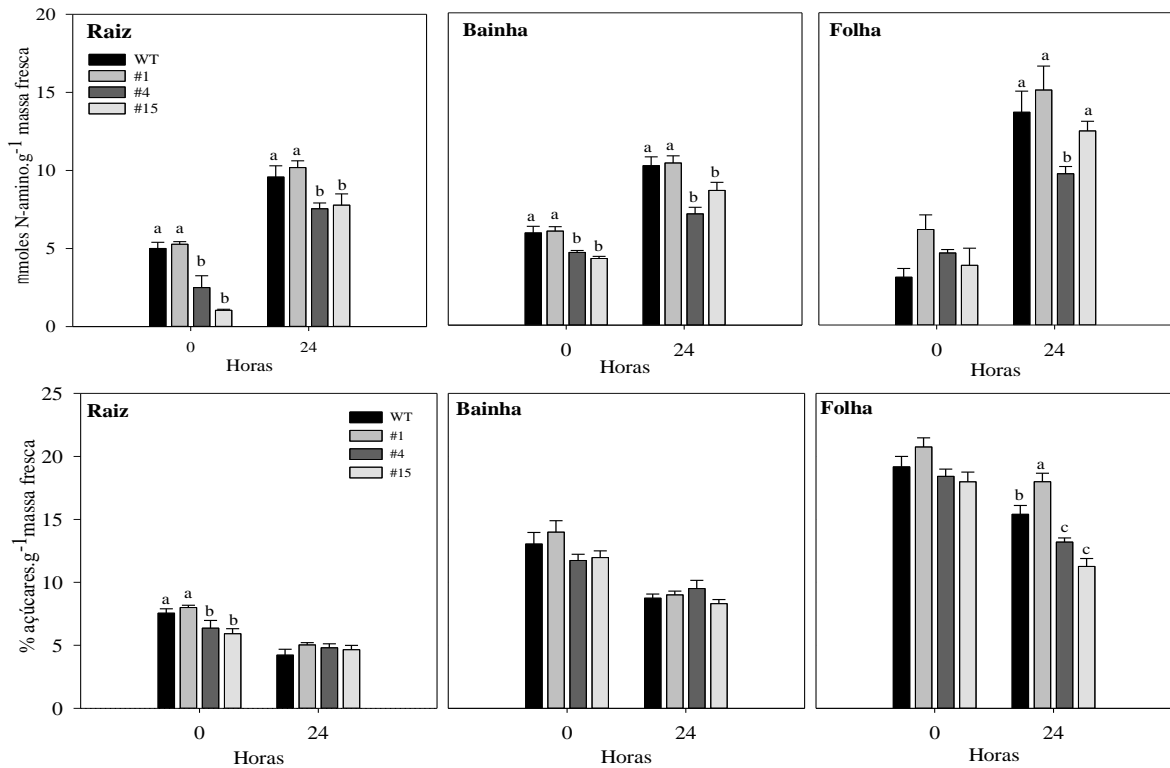 Raiz
Bainha
Folha
WT
#1
#4
#15
mmoles N-amino.g-1 massa fresca
20
15
10
5
0
a a b b
a a b b
a a b b
a a b b
a a b a
0 24
0 24
0 24
Horas
Horas
Horas
Raiz
Bainha
Folha
WT
#1
#4
#15
% açúcares.g-1 massa fresca
25
20
15
10
5
0
a a b b
b a c c
0 24
0 24
0 24
Horas
Horas
Horas